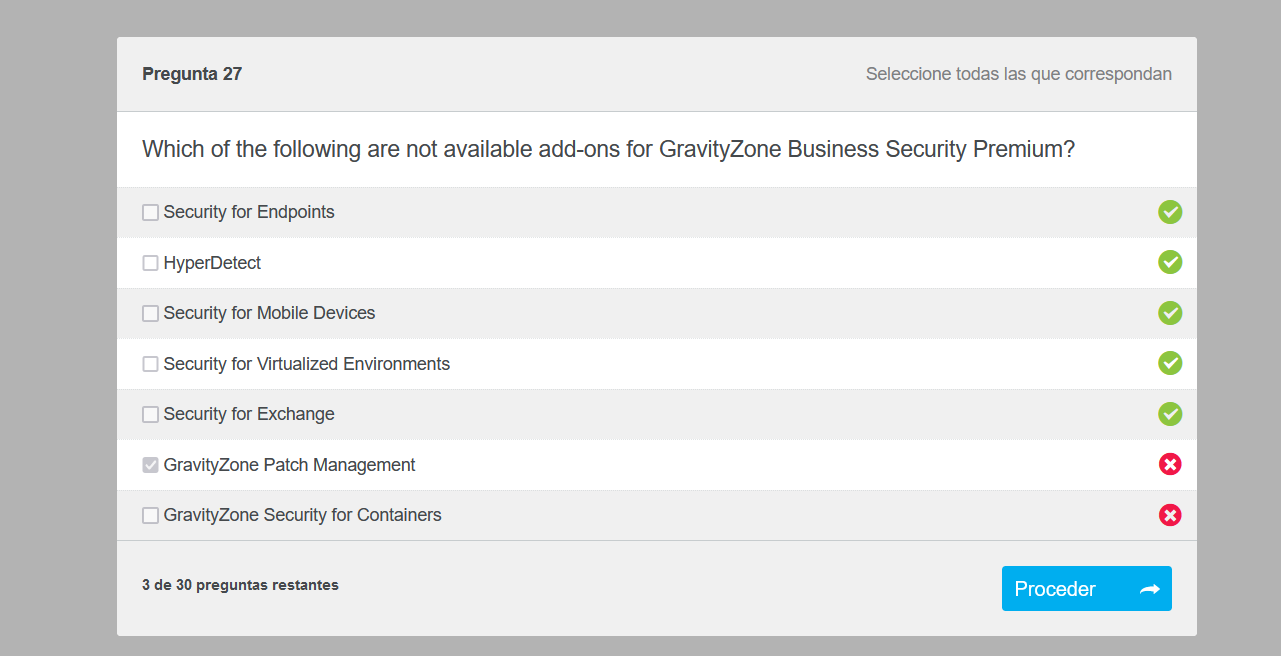 Pregunta 27
Seleccione todas las que correspondan
Which of the following are not available add-ons for GravityZone Business Security Premium?
Security for Endpoints
HyperDetect
Security for Mobile Devices
Security for Virtualized Environments
Security for Exchange
GravityZone Patch Management
GravityZone Security for Containers
3 de 30 preguntas restantes
Proceder